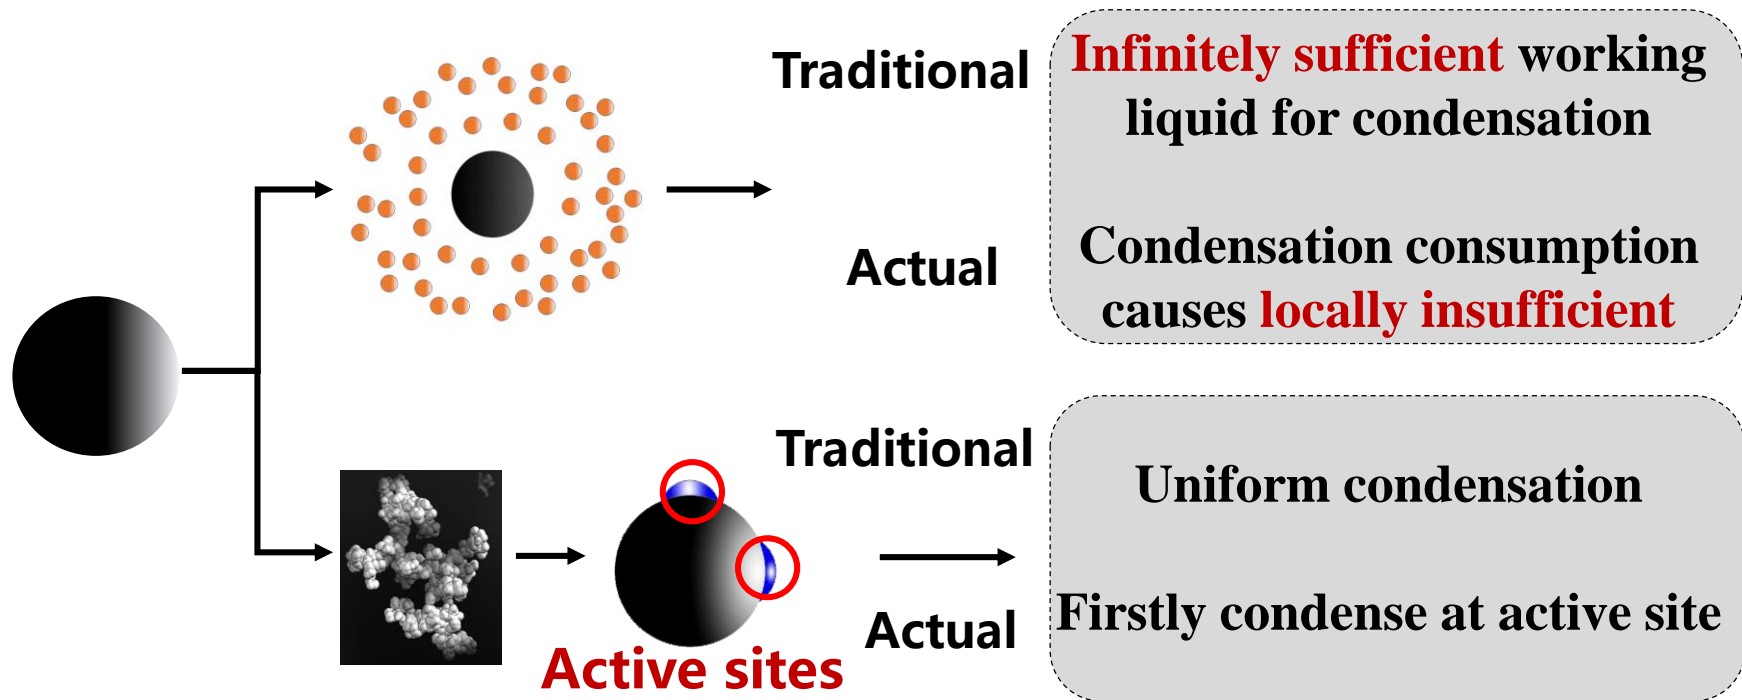 Traditional
Infinitely sufficient working
liquid for condensation
Actual
Condensation consumption
causes locally insufficient
Traditional
Uniform condensation
Actual
Firstly condense at active site
Active sites